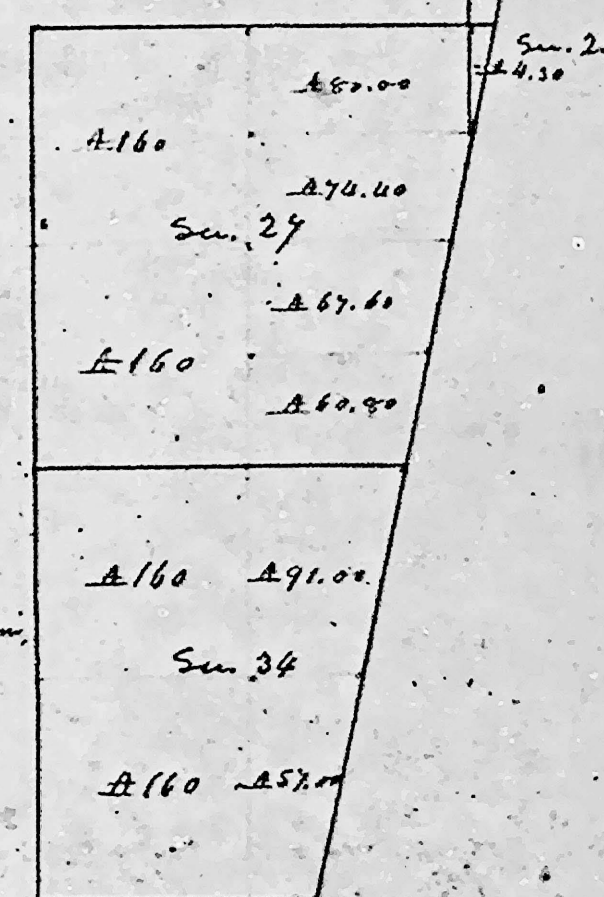 Sec. 2
A 4.30
A 80.00
A 160
A 74.40
Sec. 27
A 67.60
A 160
A 60.80
A 160 A 91.00
Sec. 34
A 160 A 57.00